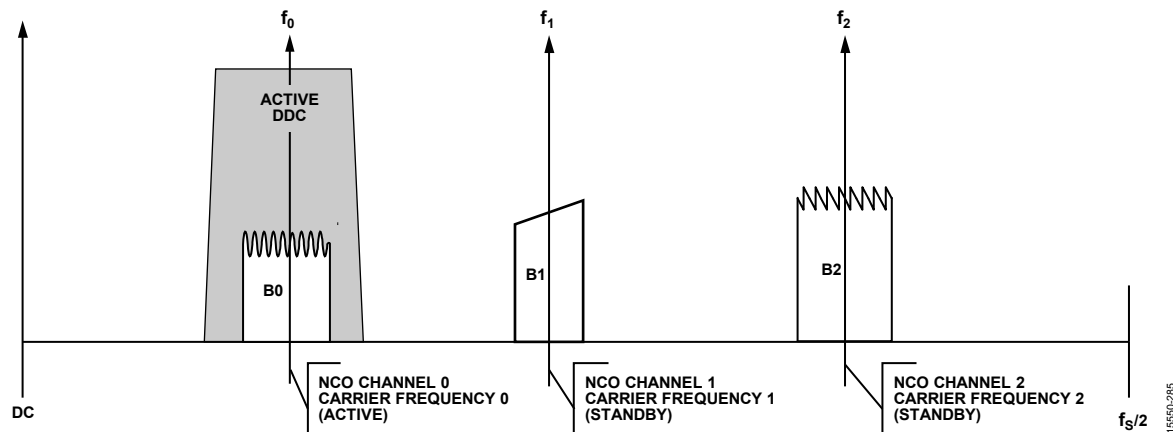 f0
f1
f2
ACTIVE
DDC
B0
B1
B2
DC
NCO CHANNEL 0
CARRIER FREQUENCY 0
(ACTIVE)
NCO CHANNEL 1
CARRIER FREQUENCY 1
(STANDBY)
NCO CHANNEL 2
CARRIER FREQUENCY 2
(STANDBY)
fS/2
15550-285